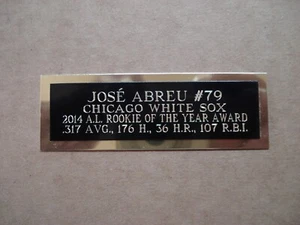 JOSÉ ABREU #79
CHICAGO WHITE SOX
2014 A.L. ROOKIE OF THE YEAR AWARD
.317 AVG., 176 H., 36 H.R., 107 R.B.I.